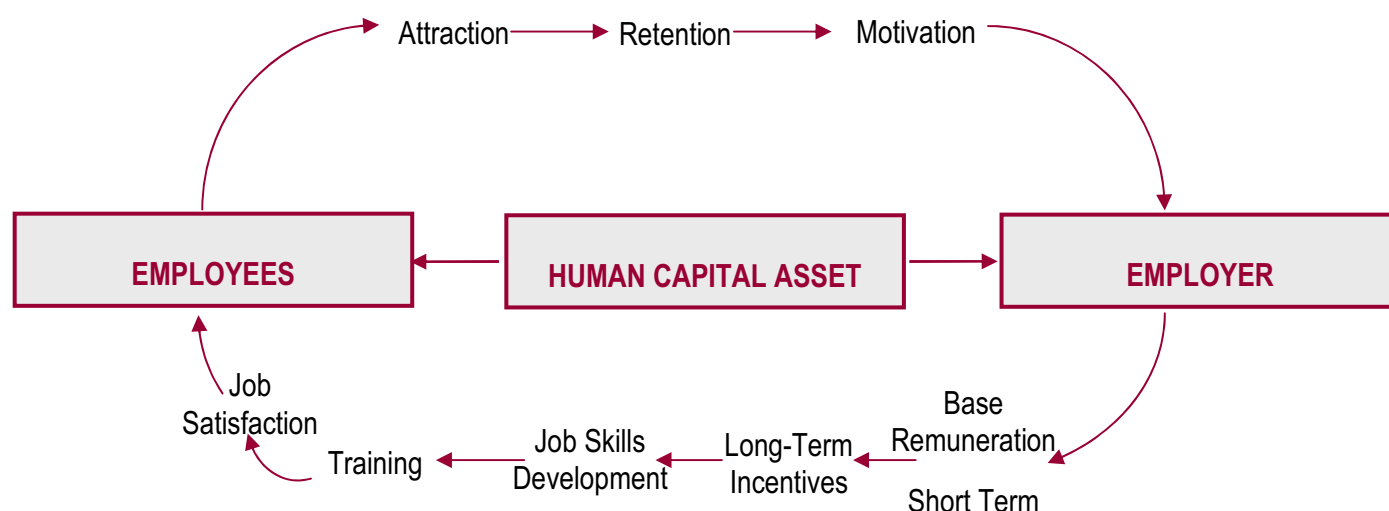 Attraction
Retention
Motivation
EMPLOYEES
HUMAN CAPITAL ASSET
EMPLOYER
Job
Satisfaction
Training
Job Skills
Development
Long-Term
Incentives
Base
Remuneration
Short Term